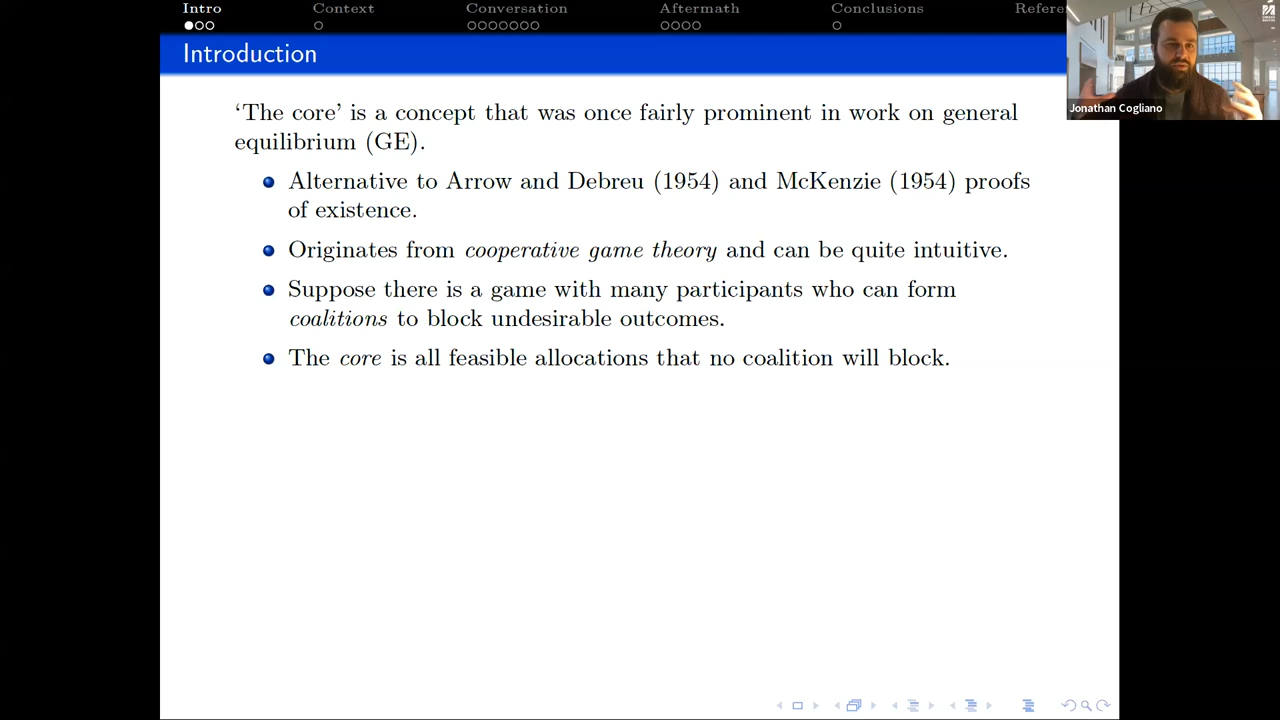 Intro Context Conversation Aftermath Conclusions Refere
Introduction
Jonathan Cogliano
‘The core’ is a concept that was once fairly prominent in work on general
equilibrium (GE).
Alternative to Arrow and Debreu (1954) and McKenzie (1954) proofs
of existence.
Originates from cooperative game theory and can be quite intuitive.
Suppose there is a game with many participants who can form
coalitions to block undesirable outcomes.
The core is all feasible allocations that no coalition will block.